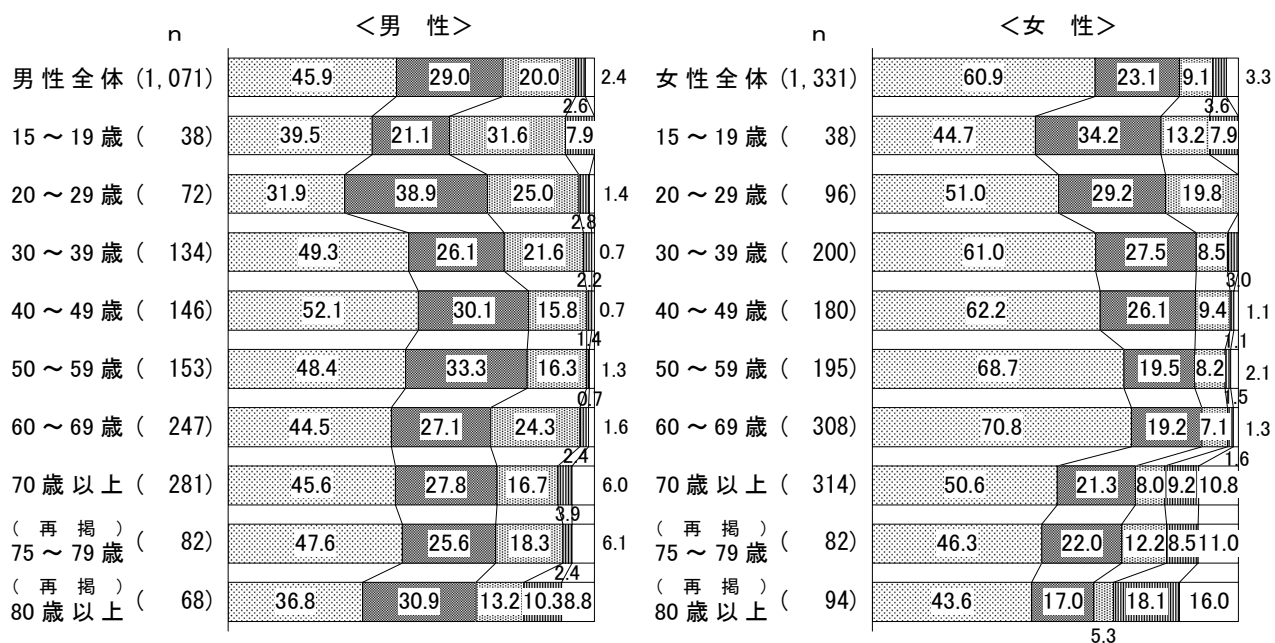 ＜男　性＞
ｎ
男性全体 (1,071) 45.9 29.0 20.0 2.4
2.6
15～19歳 ( 38) 39.5 21.1 31.6 7.9
20～29歳 ( 72) 31.9 38.9 25.0 1.4
2.8
30～39歳 ( 134) 49.3 26.1 21.6 0.7
2.2
40～49歳 ( 146) 52.1 30.1 15.8 0.7
1.4
50～59歳 ( 153) 48.4 33.3 16.3 1.3
0.7
60～69歳 ( 247) 44.5 27.1 24.3 1.6
2.4
70歳以上 ( 281) 45.6 27.8 16.7 6.0
3.9
(再掲)
75～79歳 ( 82) 47.6 25.6 18.3 6.1
2.4
(再掲)
80歳以上 ( 68) 36.8 30.9 13.2 10.3 8.8
＜女　性＞
ｎ
女性全体 (1,331) 60.9 23.1 9.1 3.3
3.6
15～19歳 ( 38) 44.7 34.2 13.2 7.9
20～29歳 ( 96) 51.0 29.2 19.8
30～39歳 ( 200) 61.0 27.5 8.5
3.0
40～49歳 ( 180) 62.2 26.1 9.4 1.1
1.1
50～59歳 ( 195) 68.7 19.5 8.2 2.1
1.5
60～69歳 ( 308) 70.8 19.2 7.1 1.3
1.6
70歳以上 ( 314) 50.6 21.3 8.0 9.2 10.8
(再掲)
75～79歳 ( 82) 46.3 22.0 12.2 8.5 11.0
(再掲)
80歳以上 ( 94) 43.6 17.0 18.1 16.0
5.3